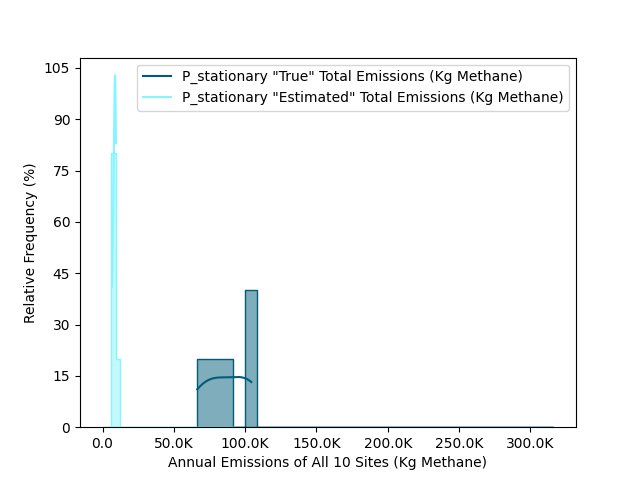 105
90
75
60
45
30
15
0
Relative Frequency (%)
P_stationary "True" Total Emissions (Kg Methane)
P_stationary "Estimated" Total Emissions (Kg Methane)
0.0 50.0K 100.0K 150.0K 200.0K 250.0K 300.0K
Annual Emissions of All 10 Sites (Kg Methane)